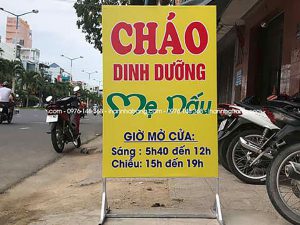 CHÁO
DINH DƯỠNG
Mẹ Dấu
GIỜ MỞ CỬA:
Sáng : 5h40 đến 12h
Chiều: 15h đến 19h